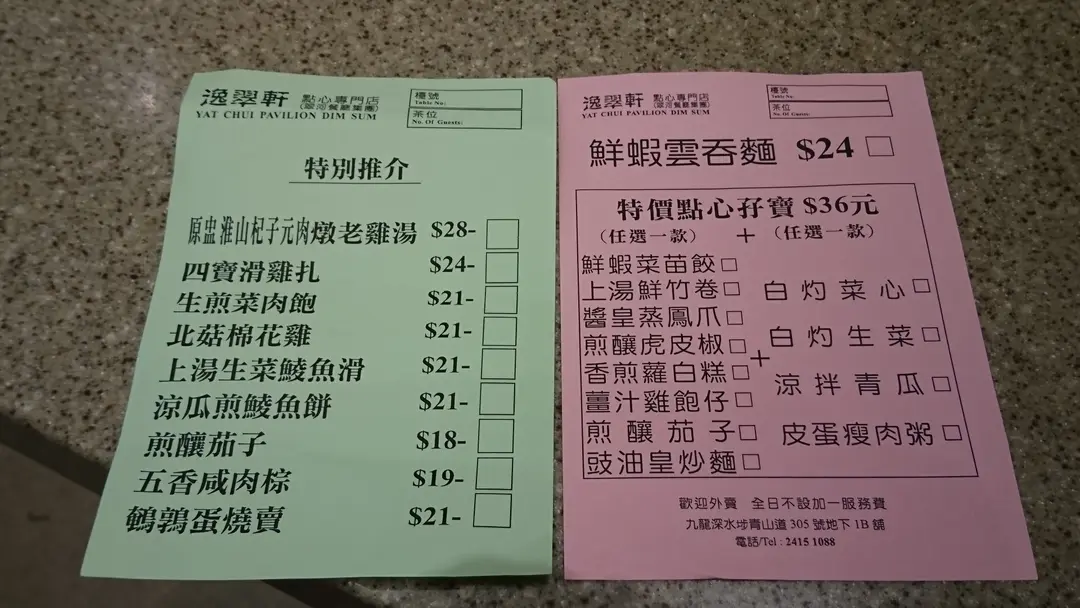 逸翠軒 點心專門店
(翠河餐廳集團)
YAT CHUI PAVILION DIM SUM
檯號
Table No:
茶位
No. Of Guests:
特別推介
原盅淮山杞子元肉燉老雞湯 $28-
四寶滑雞扎 $24-
生煎菜肉飽 $21-
北菇棉花雞 $21-
上湯生菜鯪魚滑 $21-
涼瓜煎鯪魚餅 $21-
煎釀茄子 $18-
五香咸肉棕 $19-
鵪鶉蛋燒賣 $21-
逸翠軒 點心專門店
(翠河餐廳集團)
YAT CHUI PAVILION DIM SUM
檯號
Table No:
茶位
No. Of Guests:
鮮蝦雲吞麵 $24
特價點心孖寶 $36元
(任選一款) + (任選一款)
鮮蝦菜苗餃
上湯鮮竹卷
醬皇蒸鳳爪
煎釀虎皮椒
香煎蘿白糕
薑汁雞飽仔
煎釀茄子
豉油皇炒麵
+
白灼菜心
白灼生菜
涼拌青瓜
皮蛋瘦肉粥
歡迎外賣 全日不設加一服務費
九龍深水埗青山道 305 號地下 1B 舖
電話/Tel : 2415 1088